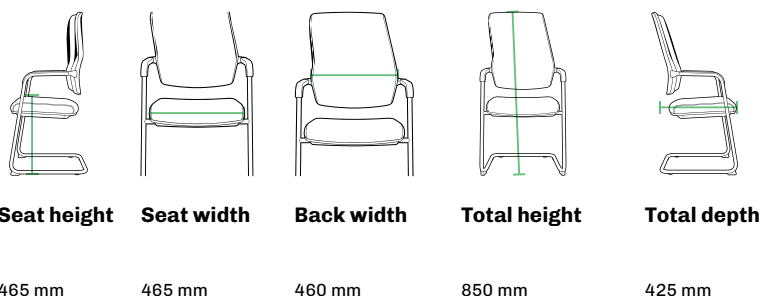 Seat height Seat width Back width Total height Total depth
465 mm 465 mm 460 mm 850 mm 425 mm